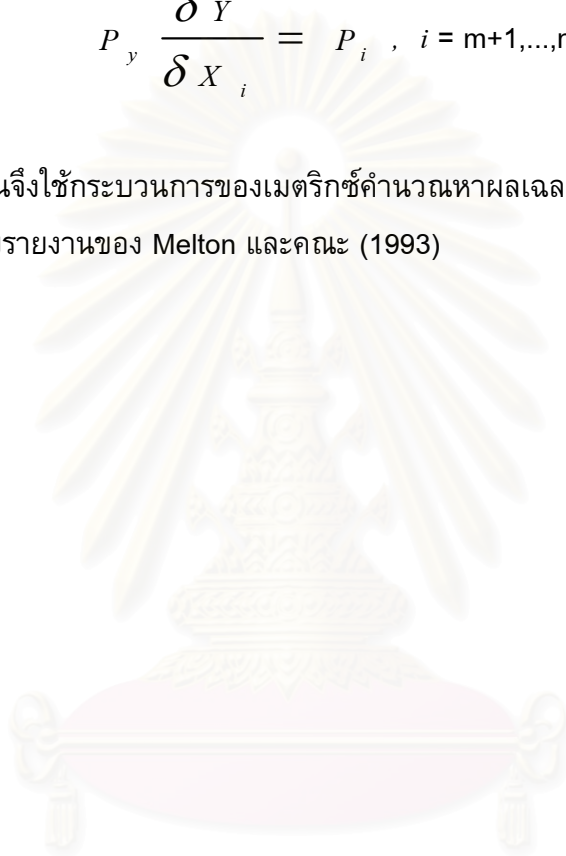 P_y δY/δX_i = P_i , i = m+1,...,
นจึงใช้กระบวนการของเมตริกซ์คำนวณหาผลเฉล
รายงานของ Melton และคณะ (1993)